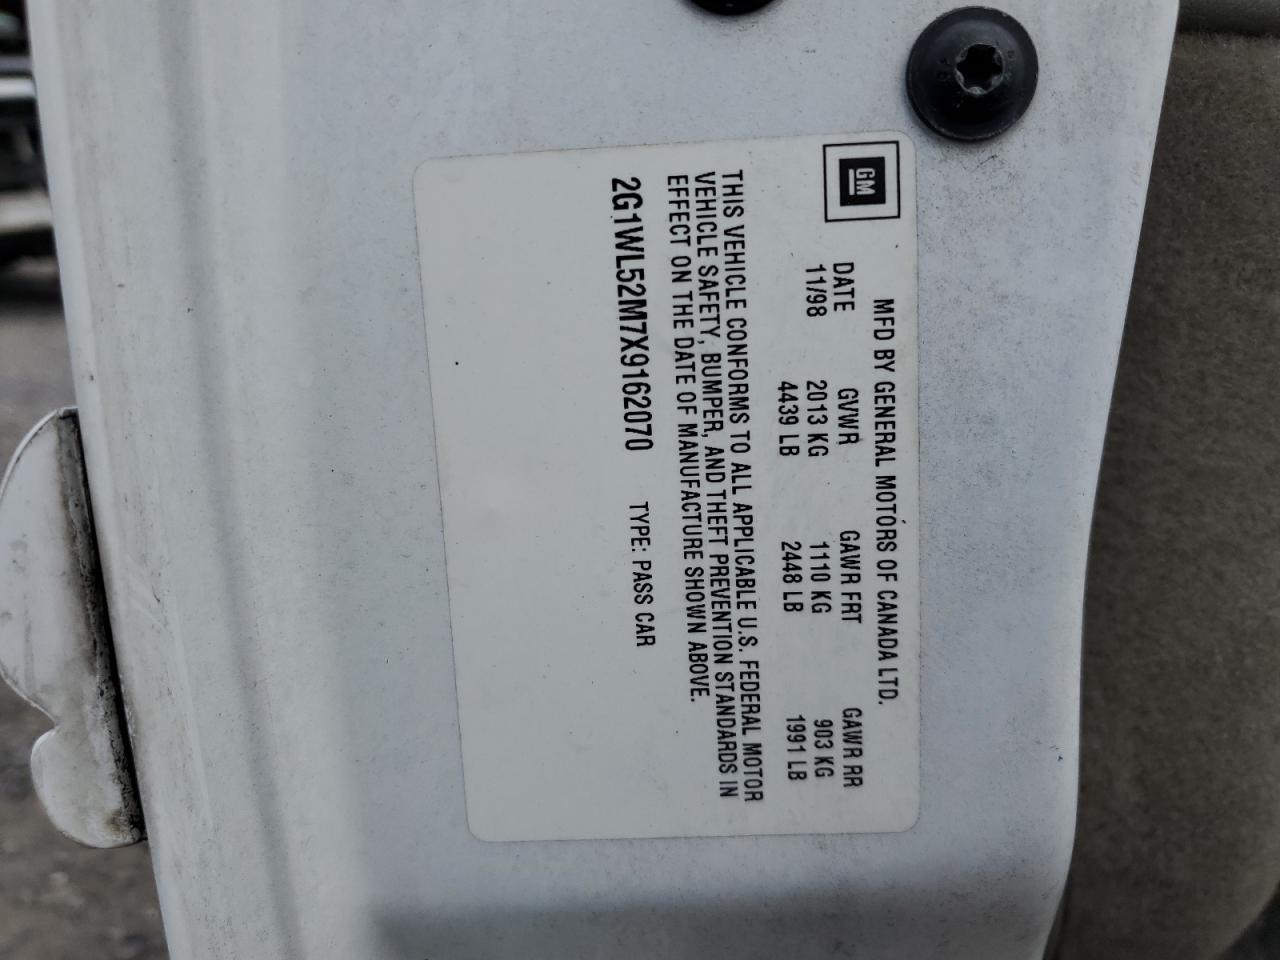 GM
MFD BY GENERAL MOTORS OF CANADA LTD.
DATE GVWR GAWR FRT GAWR RR
11/98 2013 KG 1110 KG 903 KG
4439 LB 2448 LB 1991 LB
THIS VEHICLE CONFORMS TO ALL APPLICABLE U.S. FEDERAL MOTOR
VEHICLE SAFETY, BUMPER, AND THEFT PREVENTION STANDARDS IN
EFFECT ON THE DATE OF MANUFACTURE SHOWN ABOVE.
2G1WL52M7X9162070 TYPE: PASS CAR